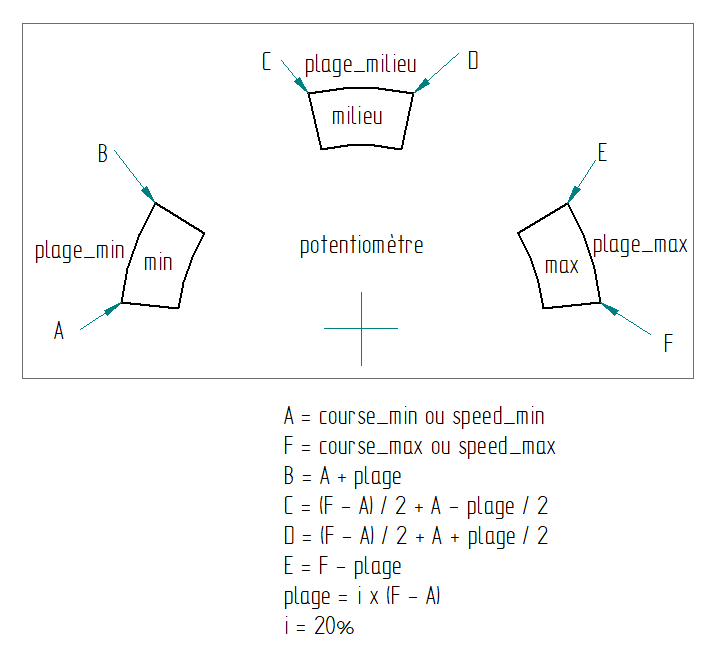 C
plage_milieu
D
milieu
B
E
plage_min
min
potentiomètre
max
plage_max
A
F
A = course_min ou speed_min
F = course_max ou speed_max
B = A + plage
C = (F - A) / 2 + A - plage / 2
D = (F - A) / 2 + A + plage / 2
E = F - plage
plage = i x (F - A)
i = 20%